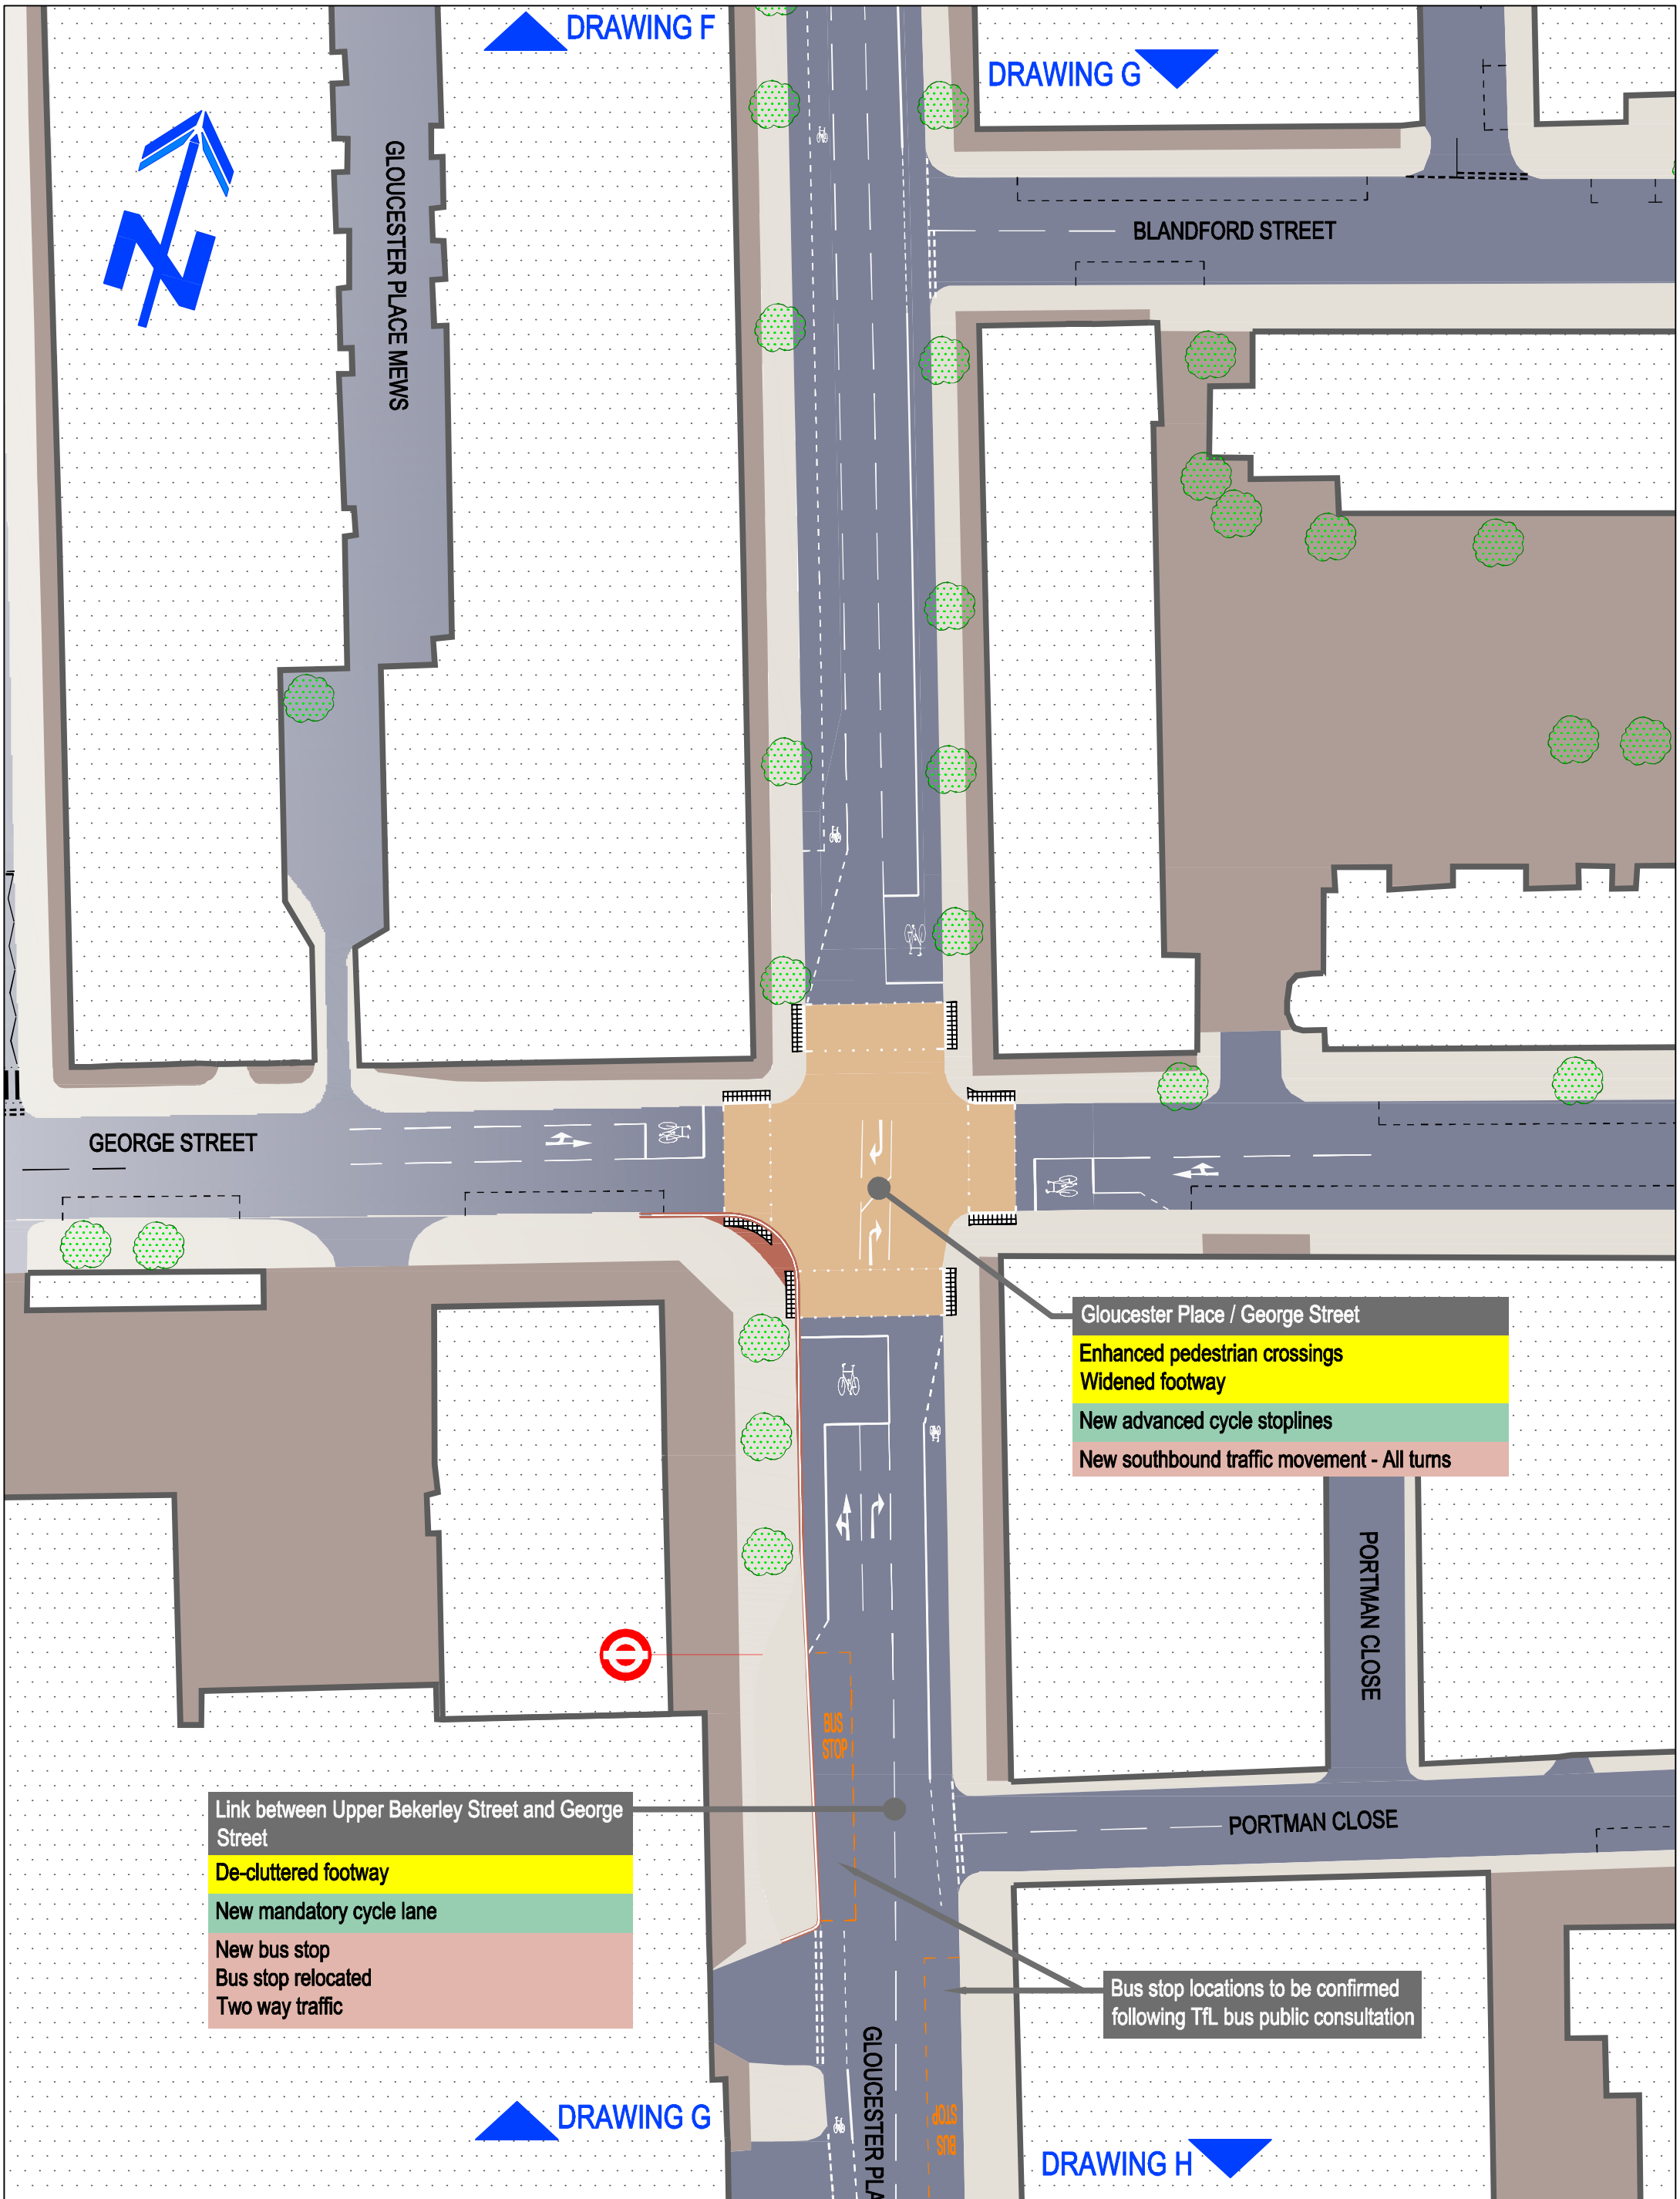 DRAWING F
DRAWING G
GLOUCESTER PLACE MEWS
BLANDFORD STREET
GEORGE STREET
Gloucester Place / George Street
Enhanced pedestrian crossings
Widened footway
New advanced cycle stoplines
New southbound traffic movement - All turns
PORTMAN CLOSE
BUS
STOP
Link between Upper Bekerley Street and George
Street
De-cluttered footway
New mandatory cycle lane
New bus stop
Bus stop relocated
Two way traffic
PORTMAN CLOSE
Bus stop locations to be confirmed
following TfL bus public consultation
GLOUCESTER PLA
BUS
STOP
DRAWING G
DRAWING H